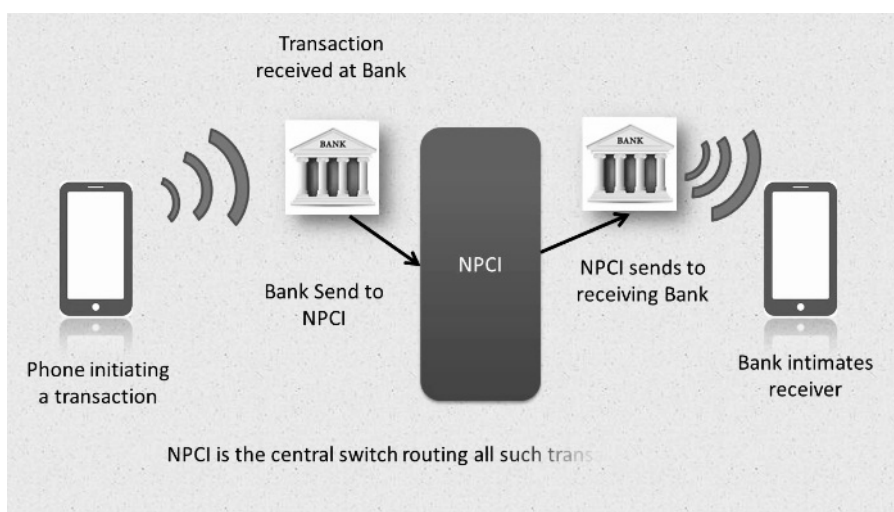 Transaction
received at Bank
BANK
BANK
NPCI
Bank Send to
NPCI
NPCI sends to
receiving Bank
Phone initiating
a transaction
Bank intimates
receiver
NPCI is the central switch routing all such trans